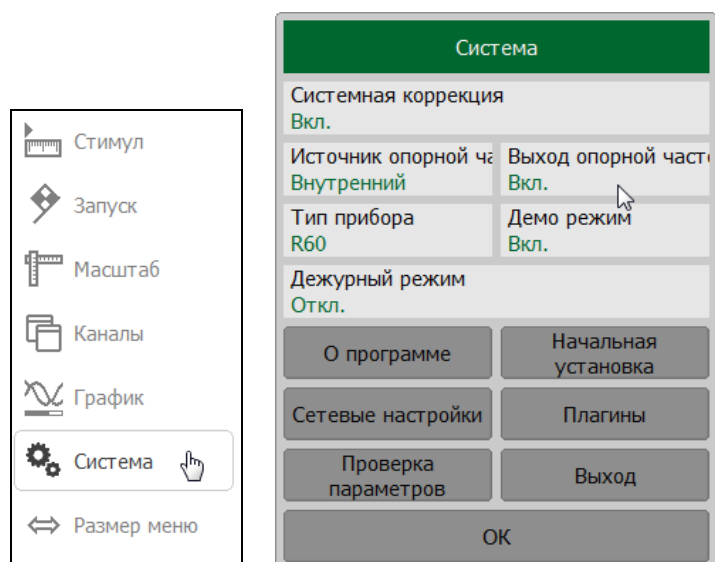 Стимул
Запуск
Масштаб
Каналы
График
Система
Размер меню
Система
Системная коррекция
Вкл.
Источник опорной ча
Внутренний
Выход опорной часто
Вкл.
Тип прибора
R60
Демо режим
Вкл.
Дежурный режим
Откл.
О программе
Начальная
установка
Сетевые настройки
Плагины
Проверка
параметров
Выход
ОК